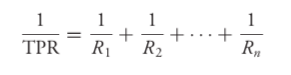 1/TPR = 1/R₁ + 1/R₂ + ··· + 1/Rₙ